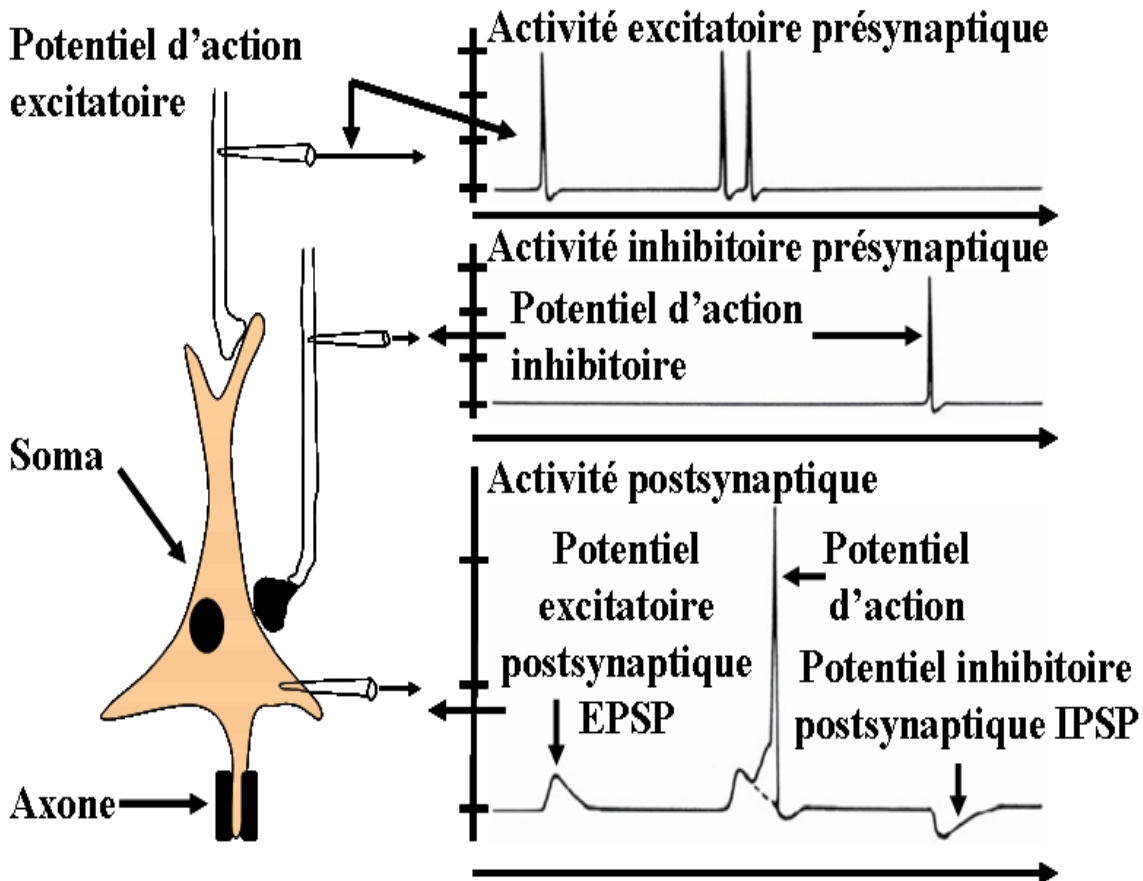 Potentiel d'action
excitatoire
Activité excitatoire présynaptique
Activité inhibitoire présynaptique
Potentiel d'action
inhibitoire
Soma
Activité postsynaptique
Potentiel
excitatoire
postsynaptique
EPSP
Potentiel
d'action
Potentiel inhibitoire
postsynaptique IPSP
Axone